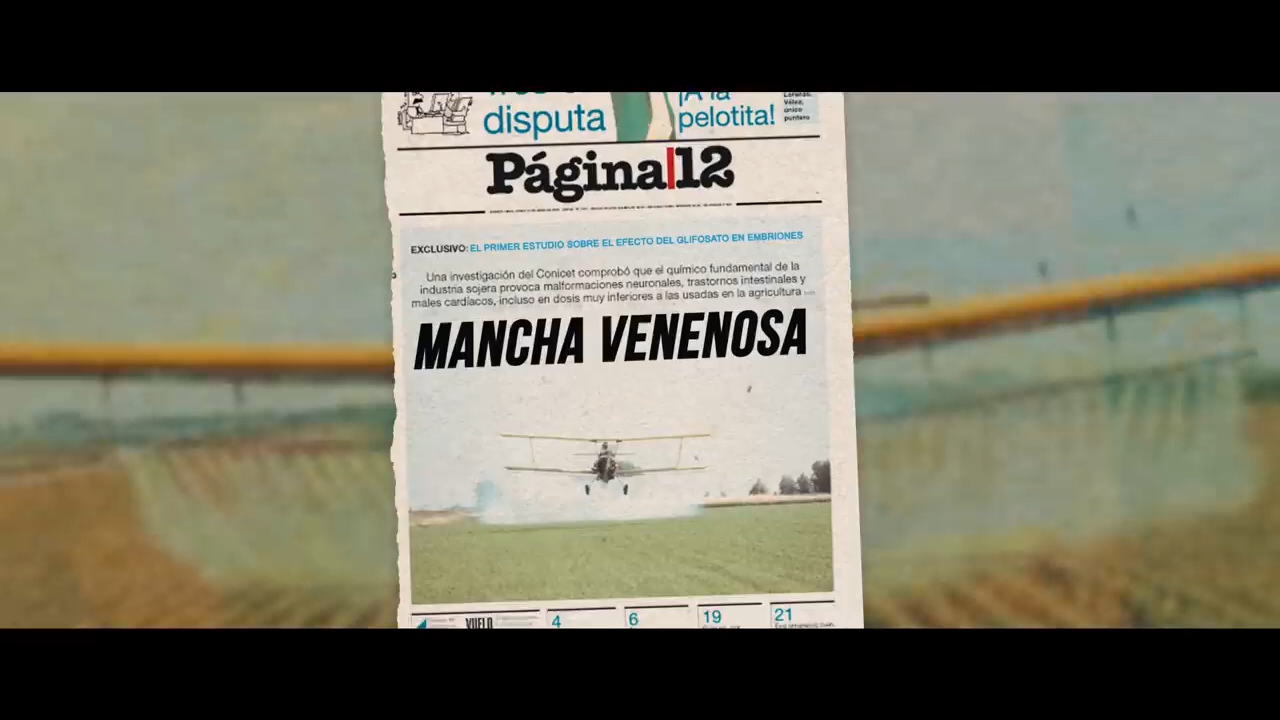 disputa
¡A la
pelotita!
Vélez,
único
puntero
Página|12
EXCLUSIVO: EL PRIMER ESTUDIO SOBRE EL EFECTO DEL GLIFOSATO EN EMBRIONES
Una investigación del Conicet comprobó que el químico fundamental de la
industria sojera provoca malformaciones neuronales, trastornos intestinales y
males cardíacos, incluso en dosis muy inferiores a las usadas en la agricultura
MANCHA VENENOSA
VUELO
4
6
19
21